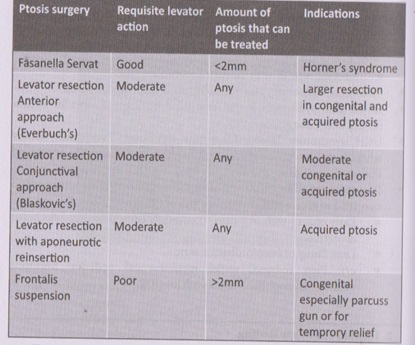 Ptosis surgery Requisite levator action Amount of ptosis that can be treated Indications
Fasanella Servat Good <2mm Horner's syndrome
Levator resection Anterior approach (Everbuch's) Moderate Any Larger resection in congenital and acquired ptosis
Levator resection Conjunctival approach (Blaskovic's) Moderate Any Moderate congenital or acquired ptosis
Levator resection with aponeurotic reinsertion Moderate Any Acquired ptosis
Frontalis suspension Poor >2mm Congenital especially parcuss gun or for temprory relief